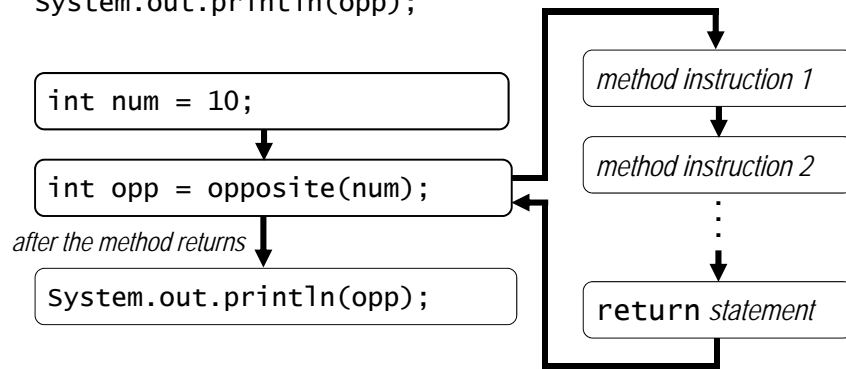 System.out.println(opp);
int num = 10;
int opp = opposite(num);
after the method returns
System.out.println(opp);
method instruction 1
method instruction 2
return statement